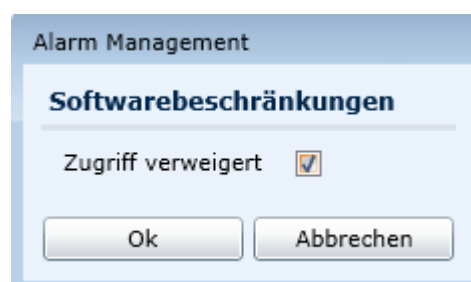 Alarm Management
Softwarebeschränkungen
Zugriff verweigert
Ok Abbrechen